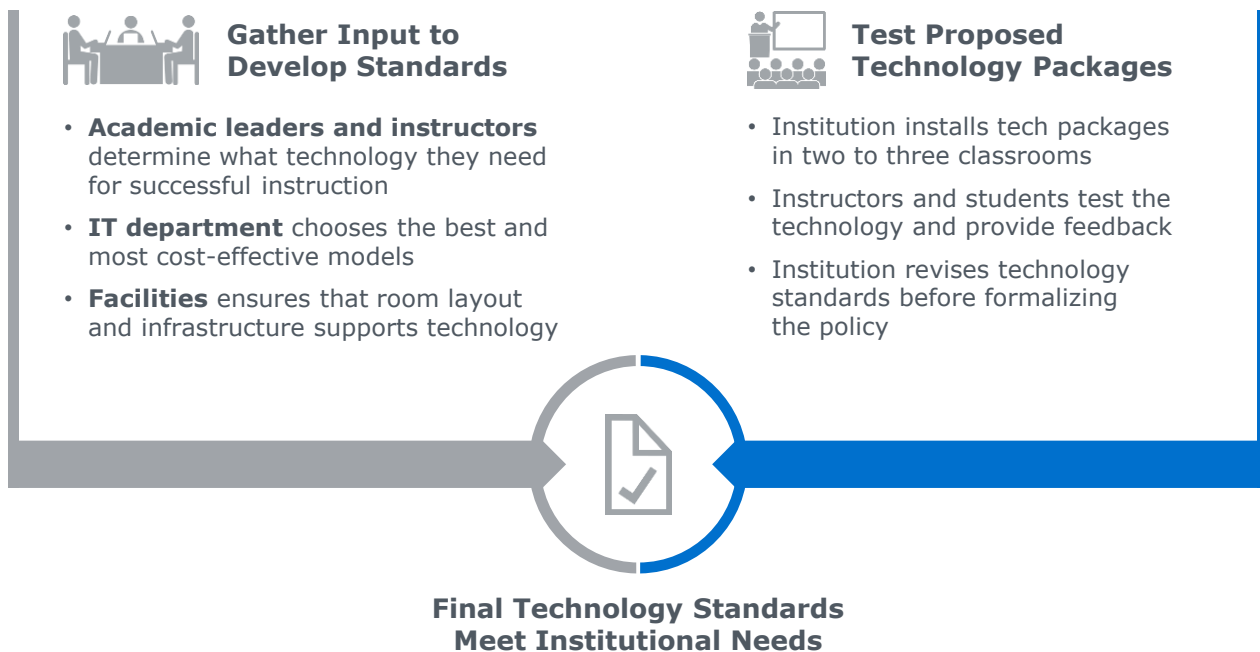 Gather Input to
Develop Standards
• Academic leaders and instructors
determine what technology they need
for successful instruction
• IT department chooses the best and
most cost-effective models
• Facilities ensures that room layout
and infrastructure supports technology
Test Proposed
Technology Packages
• Institution installs tech packages
in two to three classrooms
• Instructors and students test the
technology and provide feedback
• Institution revises technology
standards before formalizing
the policy
Final Technology Standards
Meet Institutional Needs